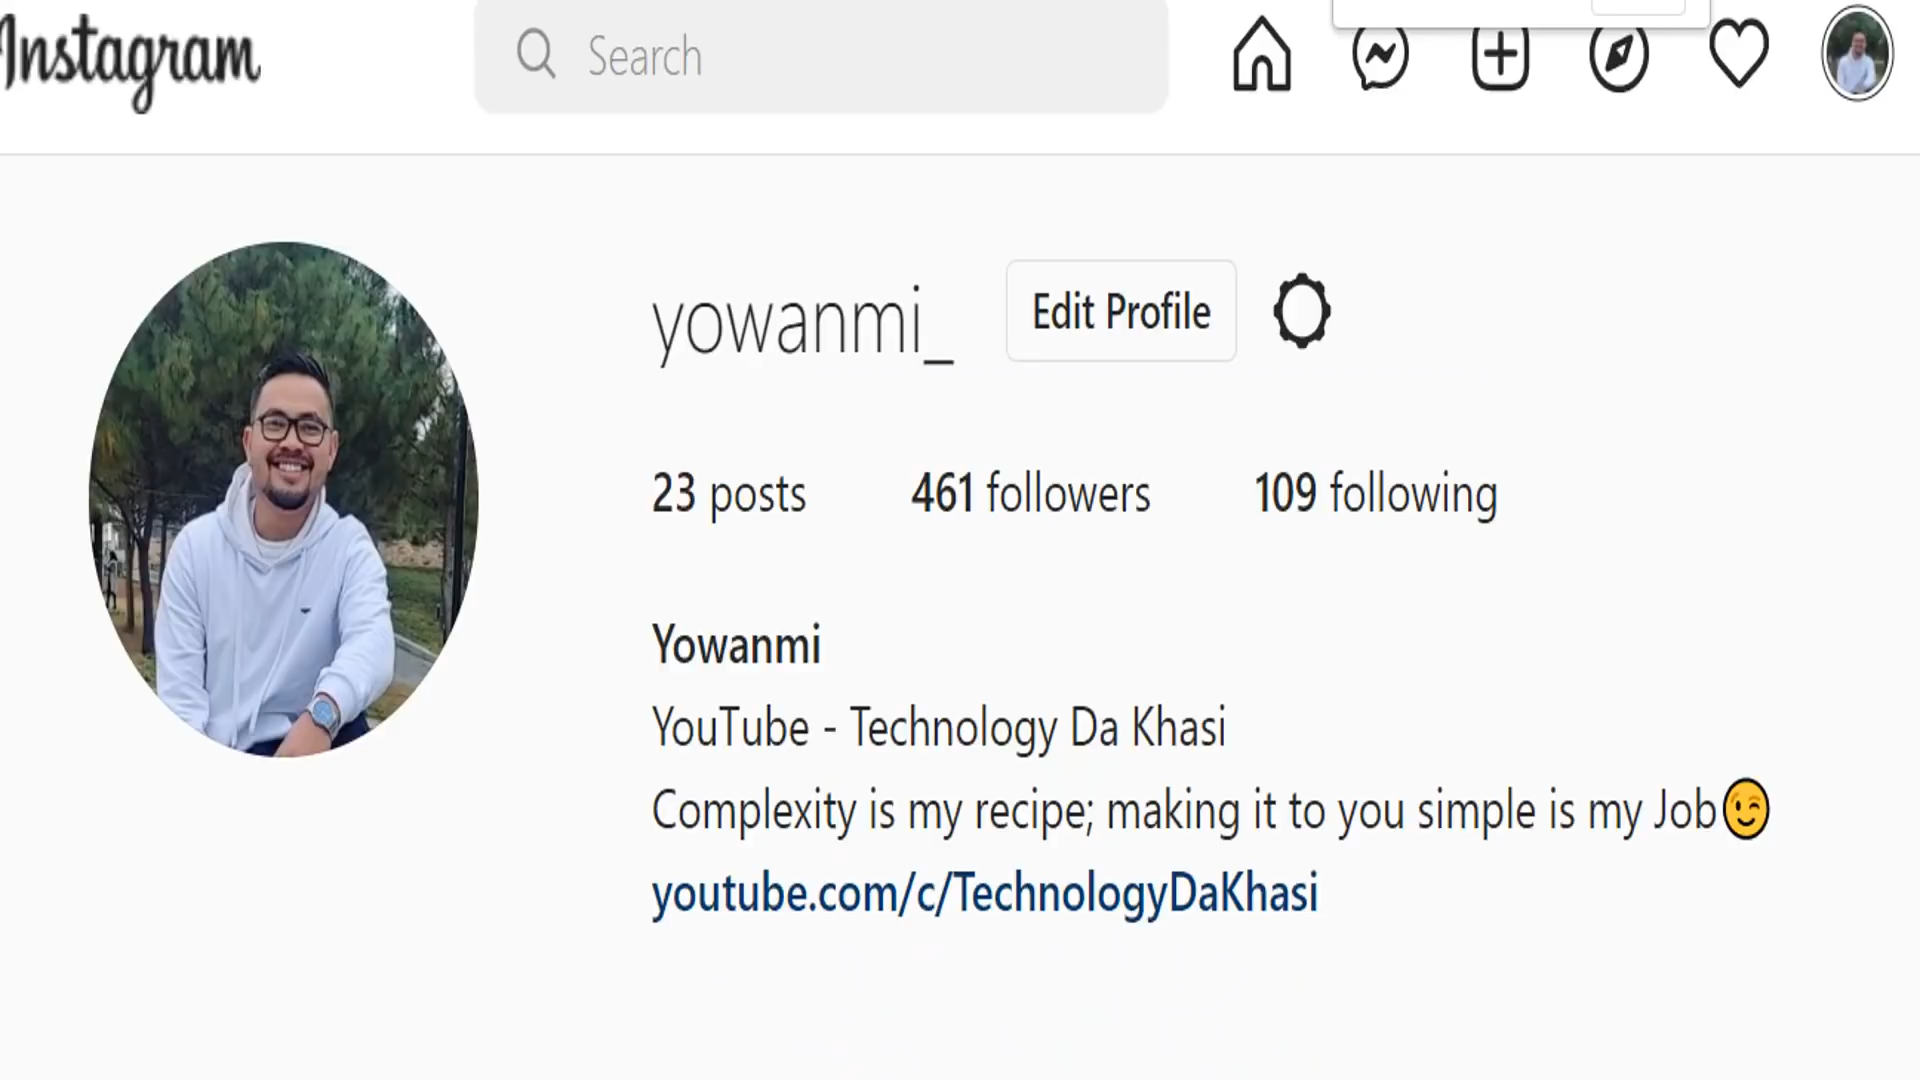 Instagram
Search
yowanmi_ Edit Profile
23 posts 461 followers 109 following
Yowanmi
YouTube - Technology Da Khasi
Complexity is my recipe; making it to you simple is my Job😉
youtube.com/c/TechnologyDaKhasi